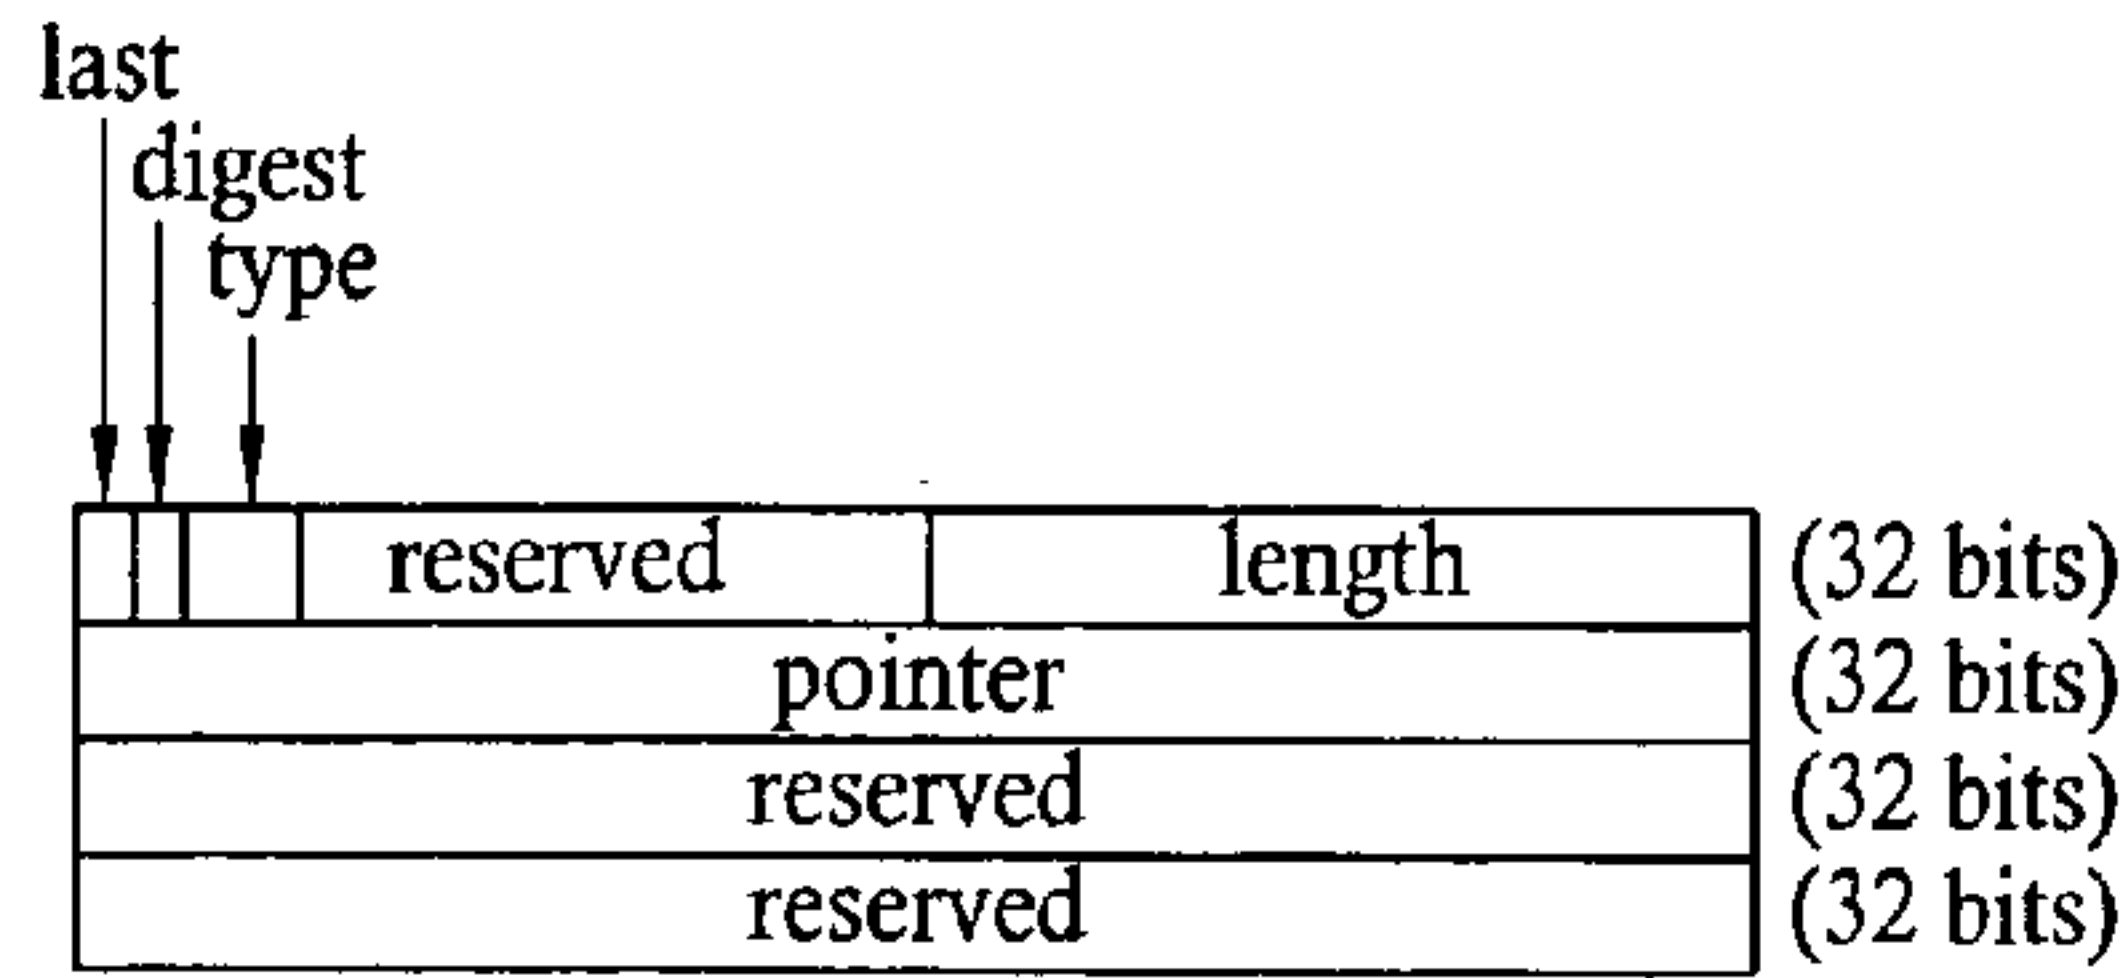 last
digest
type
reserved length (32 bits)
pointer (32 bits)
reserved (32 bits)
reserved (32 bits)